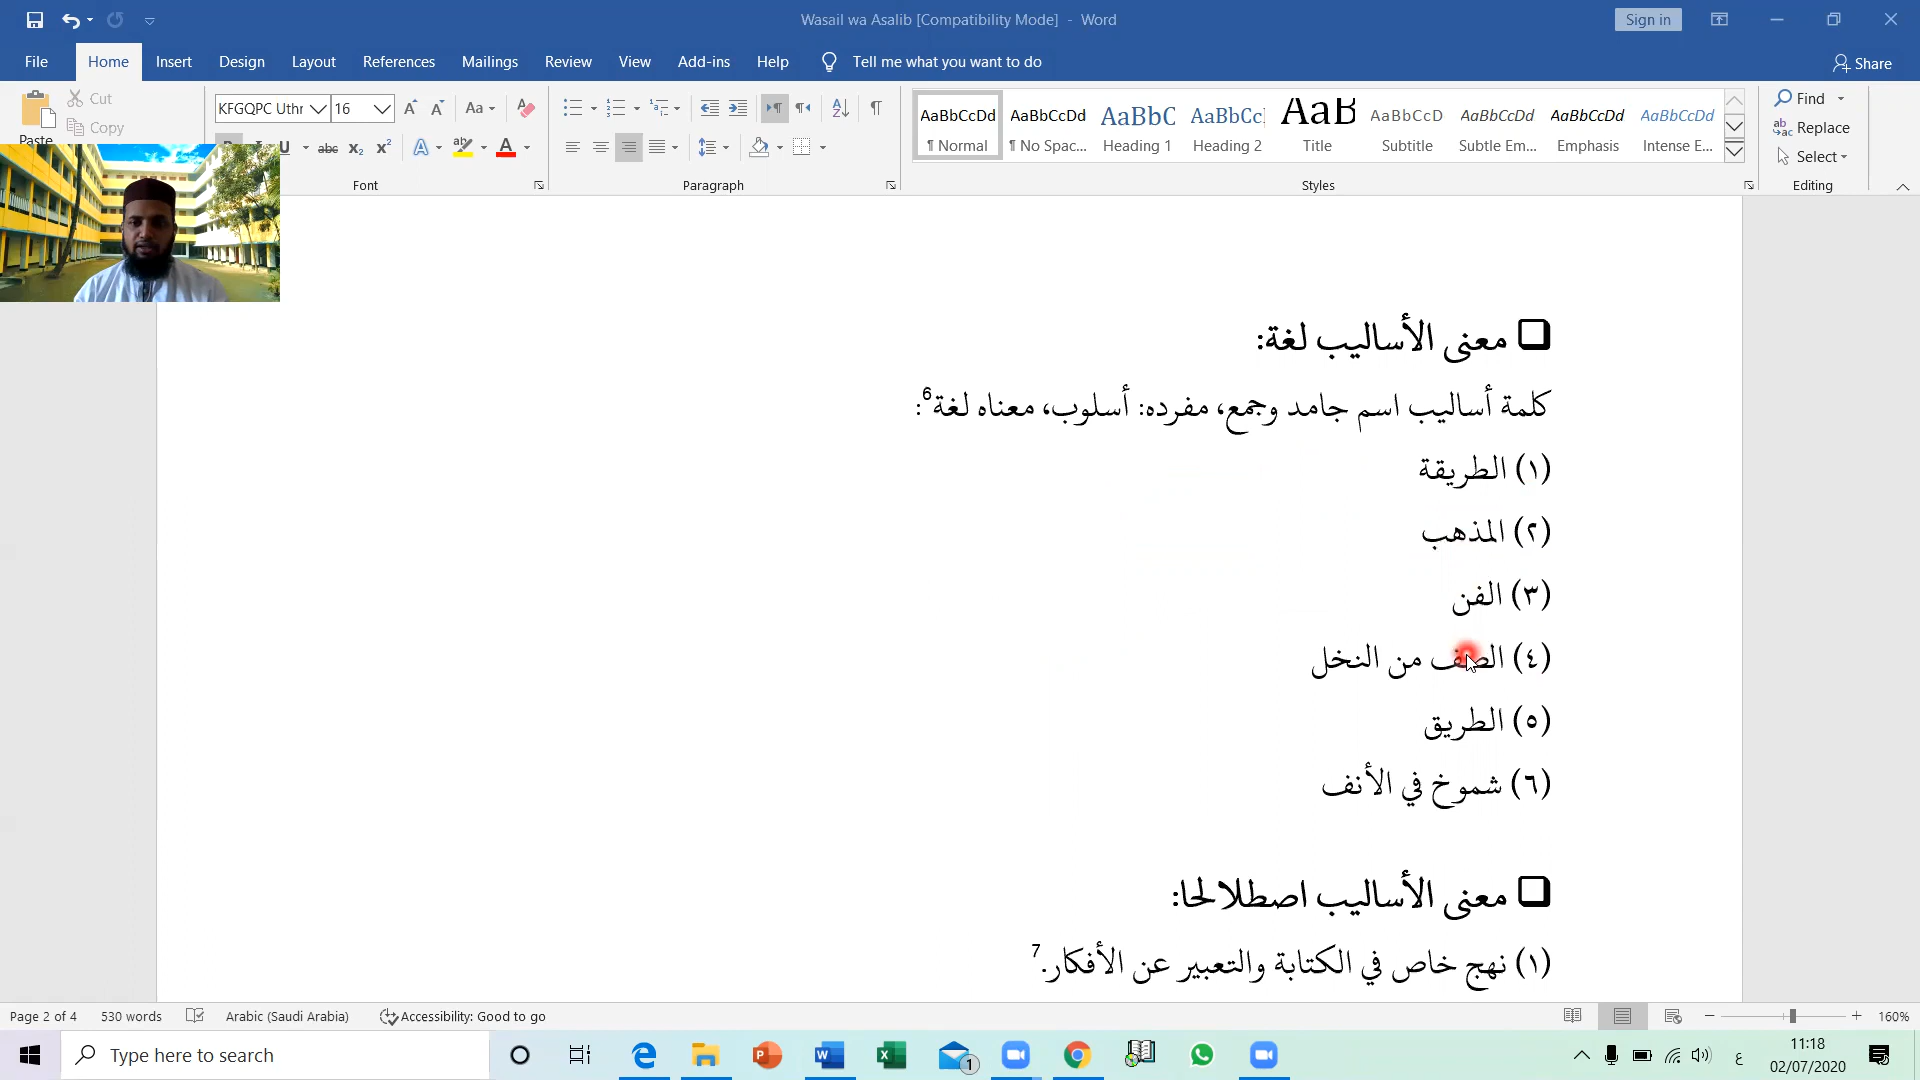 Wasail wa Asalib [Compatibility Mode] - Word
Sign in
File Home Insert Design Layout References Mailings Review View Add-ins Help Tell me what you want to do Share
Paste
Cut
Copy
KFGQPC Uthr 16
Font
Paragraph
AaBbCcDd AaBbCcDd AaBbC AaBbCc AaB AaBbCcD AaBbCcDd AaBbCcDd AaBbCcDd
¶ Normal ¶ No Spac... Heading 1 Heading 2 Title Subtitle Subtle Em... Emphasis Intense E...
Styles
Find
Replace
Select
Editing
معنى الأساليب لغة:
كلمة أساليب اسم جامد وجمع، مفرده: أسلوب، معناه لغة6:
(١) الطريقة
(٢) المذهب
(٣) الفن
(٤) الصف من النخل
(٥) الطريق
(٦) شموخ في الأنف
معنى الأساليب اصطلالحا:
(١) نهج خاص في الكتابة والتعبير عن الأفكار.7
Page 2 of 4 530 words Arabic (Saudi Arabia) Accessibility: Good to go 160%
Type here to search
1
ع
11:18
02/07/2020